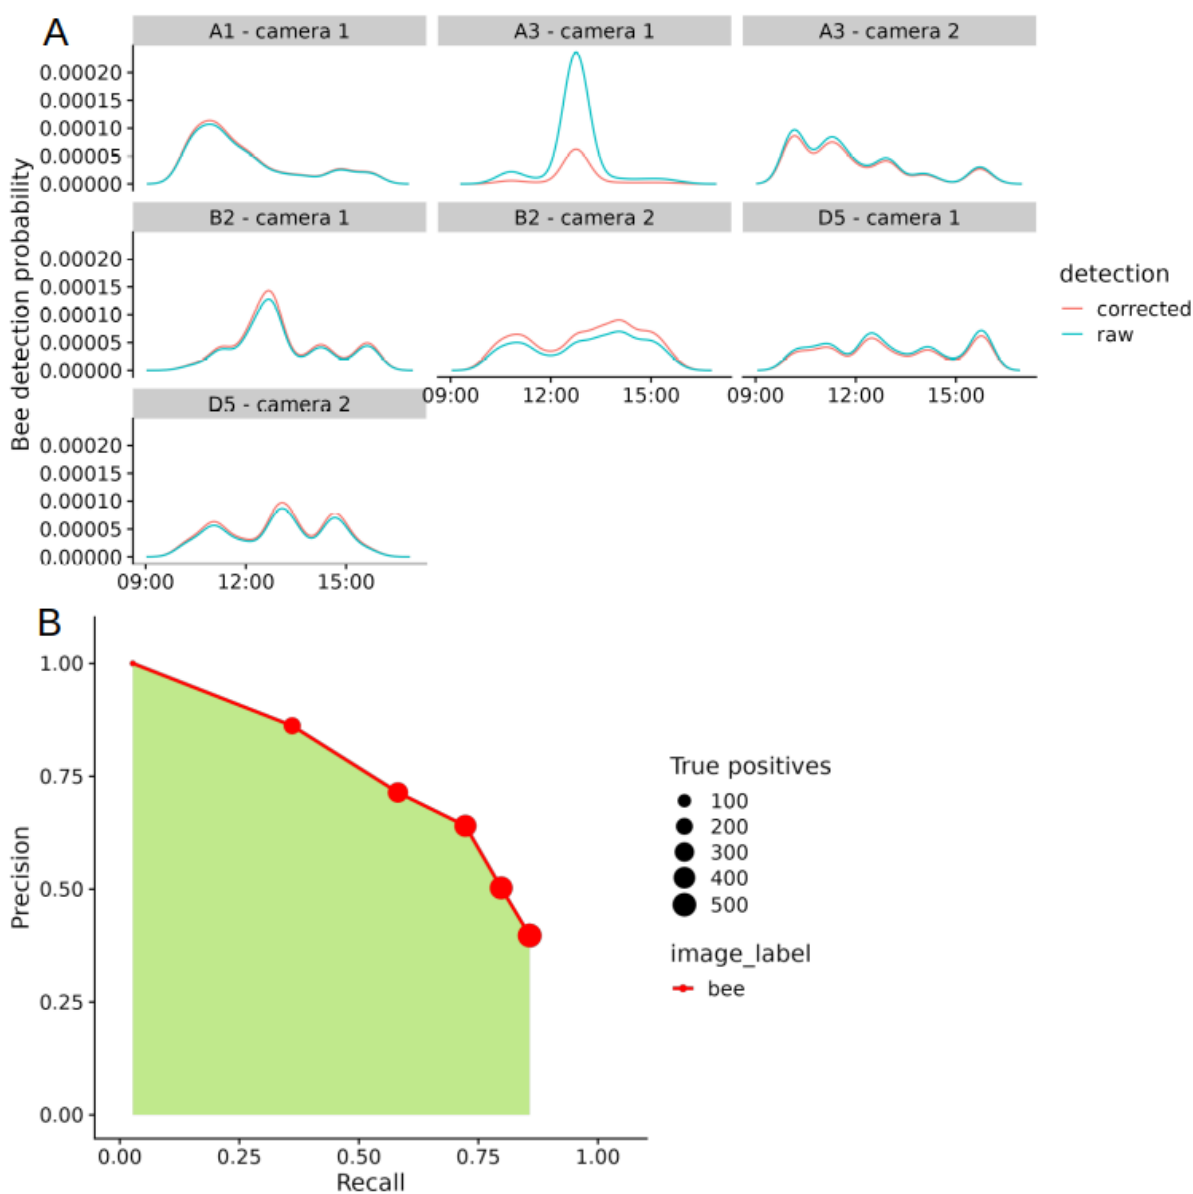 A
A1 - camera 1 A3 - camera 1 A3 - camera 2
0.00020
0.00015
0.00010
0.00005
0.00000
B2 - camera 1 B2 - camera 2 D5 - camera 1
0.00020
0.00015
0.00010
0.00005
0.00000
09:00 12:00 15:00 09:00 12:00 15:00
D5 - camera 2
0.00020
0.00015
0.00010
0.00005
0.00000
09:00 12:00 15:00
Bee detection probability
detection
corrected
raw
B
1.00
0.75
0.50
0.25
0.00
Precision
0.00 0.25 0.50 0.75 1.00
Recall
True positives
100
200
300
400
500
image_label
bee